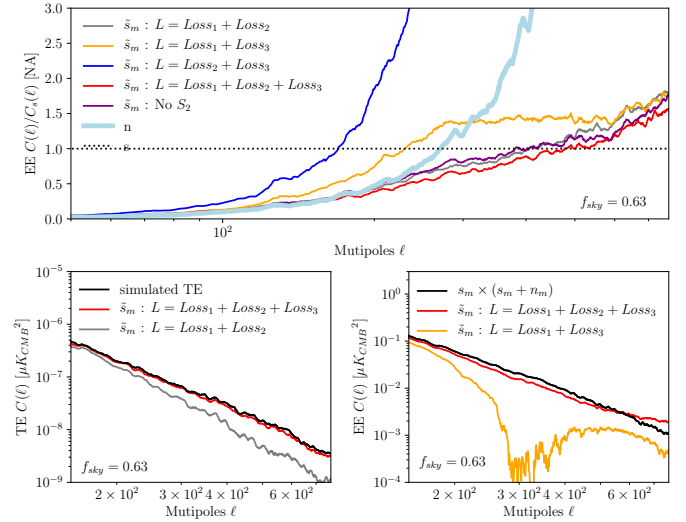 3.0
2.5
2.0
1.5
1.0
0.5
0.0
EE C(ℓ)/C_s(ℓ) [NA]
s̃_m : L = Loss_1 + Loss_2
s̃_m : L = Loss_1 + Loss_3
s̃_m : L = Loss_2 + Loss_3
s̃_m : L = Loss_1 + Loss_2 + Loss_3
s̃_m : No S_2
n
s
f_sky = 0.63
10^2
Mutipoles ℓ
10^−5
10^−6
10^−7
10^−8
10^−9
TE C(ℓ) [μK_CMB^2]
simulated TE
s̃_m : L = Loss_1 + Loss_2 + Loss_3
s̃_m : L = Loss_1 + Loss_2
f_sky = 0.63
2 × 10^2 3 × 10^2 4 × 10^2 6 × 10^2
Mutipoles ℓ
10^0
10^−1
10^−2
10^−3
10^−4
EE C(ℓ) [μK_CMB^2]
s_m × (s_m + n_m)
s̃_m : L = Loss_1 + Loss_2 + Loss_3
s̃_m : L = Loss_1 + Loss_3
f_sky = 0.63
2 × 10^2 3 × 10^2 4 × 10^2 6 × 10^2
Mutipoles ℓ